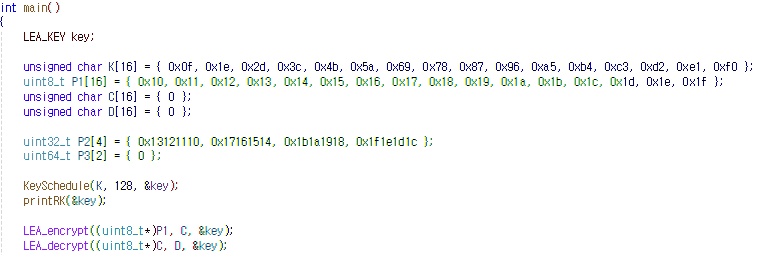 int main()
{
LEA_KEY key;
unsigned char K[16] = { 0x0f, 0x1e, 0x2d, 0x3c, 0x4b, 0x5a, 0x69, 0x78, 0x87, 0x96, 0xa5, 0xb4, 0xc3, 0xd2, 0xe1, 0xf0 };
uint8_t P1[16] = { 0x10, 0x11, 0x12, 0x13, 0x14, 0x15, 0x16, 0x17, 0x18, 0x19, 0x1a, 0x1b, 0x1c, 0x1d, 0x1e, 0x1f };
unsigned char C[16] = { 0 };
unsigned char D[16] = { 0 };
uint32_t P2[4] = { 0x13121110, 0x17161514, 0x1b1a1918, 0x1f1e1d1c };
uint64_t P3[2] = { 0 };
KeySchedule(K, 128, &key);
printRK(&key);
LEA_encrypt((uint8_t*)P1, C, &key);
LEA_decrypt((uint8_t*)C, D, &key);